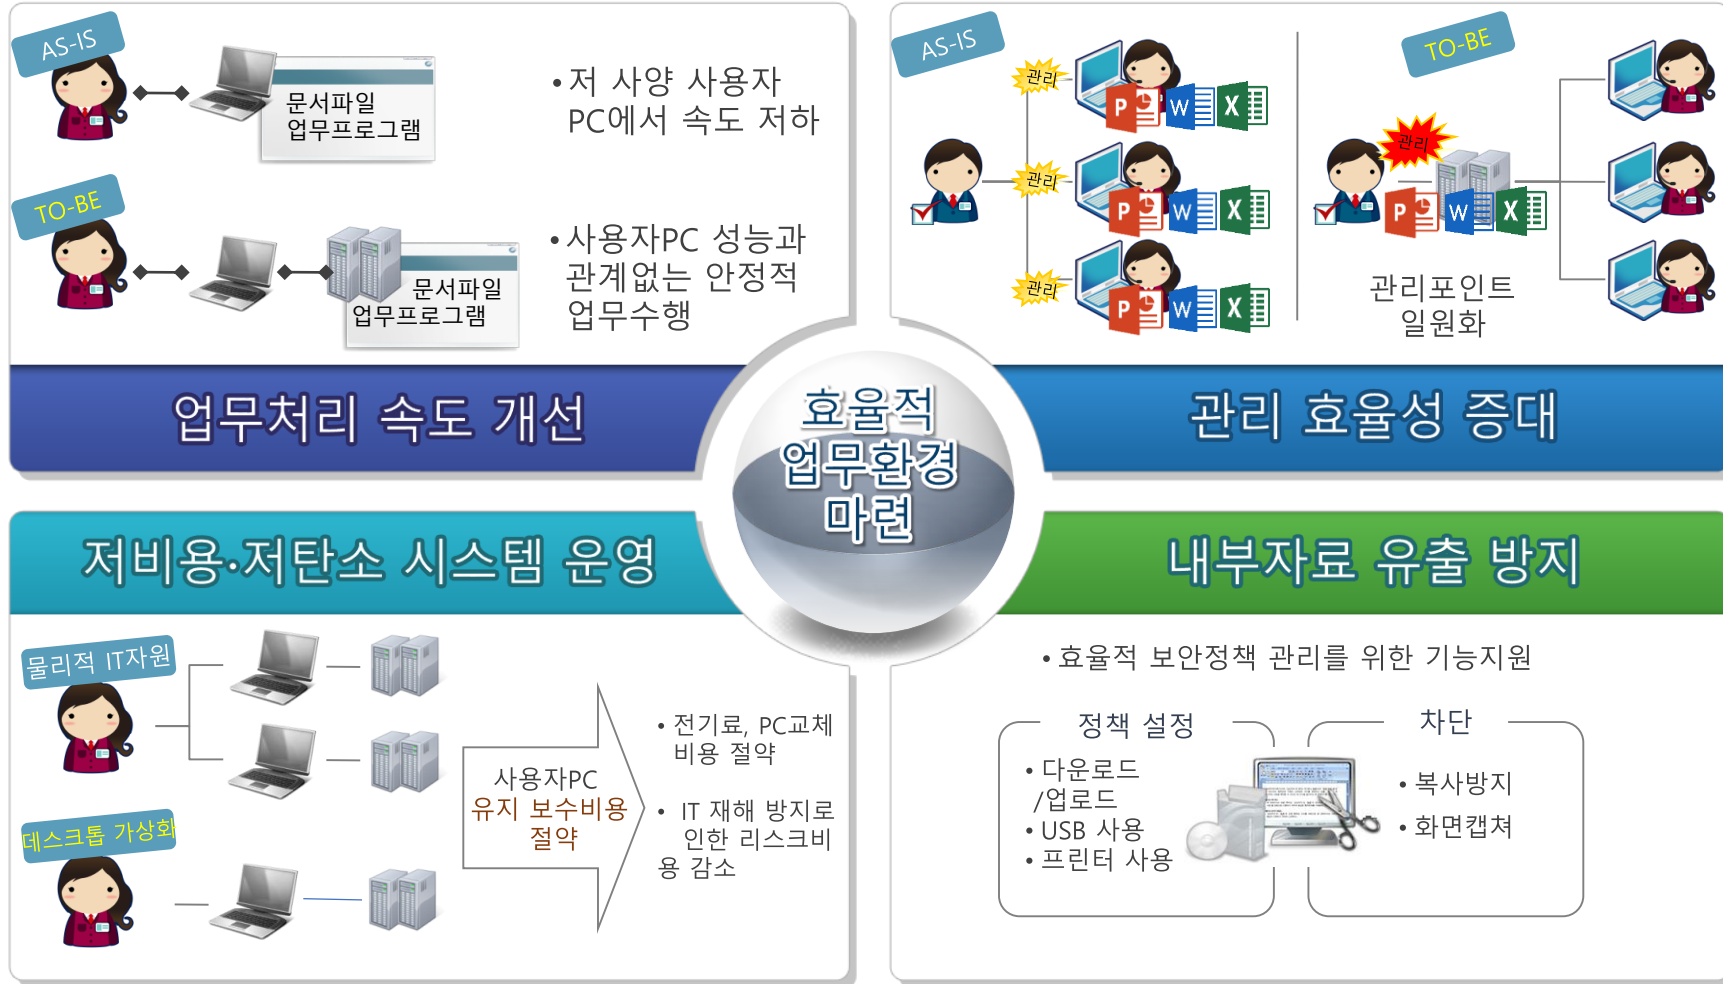 AS-IS
문서파일
업무프로그램
•저 사양 사용자
PC에서 속도 저하
TO-BE
문서파일
업무프로그램
•사용자PC 성능과
관계없는 안정적
업무수행
업무처리 속도 개선
AS-IS
관리
P W X
관리
P W X
관리
P W X
TO-BE
관리
P W X
관리포인트
일원화
관리 효율성 증대
효율적
업무환경
마련
저비용·저탄소 시스템 운영
물리적 IT자원
데스크톱 가상화
사용자PC
유지 보수비용
절약
• 전기료, PC교체
비용 절약
• IT 재해 방지로
인한 리스크비
용 감소
내부자료 유출 방지
• 효율적 보안정책 관리를 위한 기능지원
정책 설정
• 다운로드
/업로드
• USB 사용
• 프린터 사용
차단
• 복사방지
• 화면캡쳐